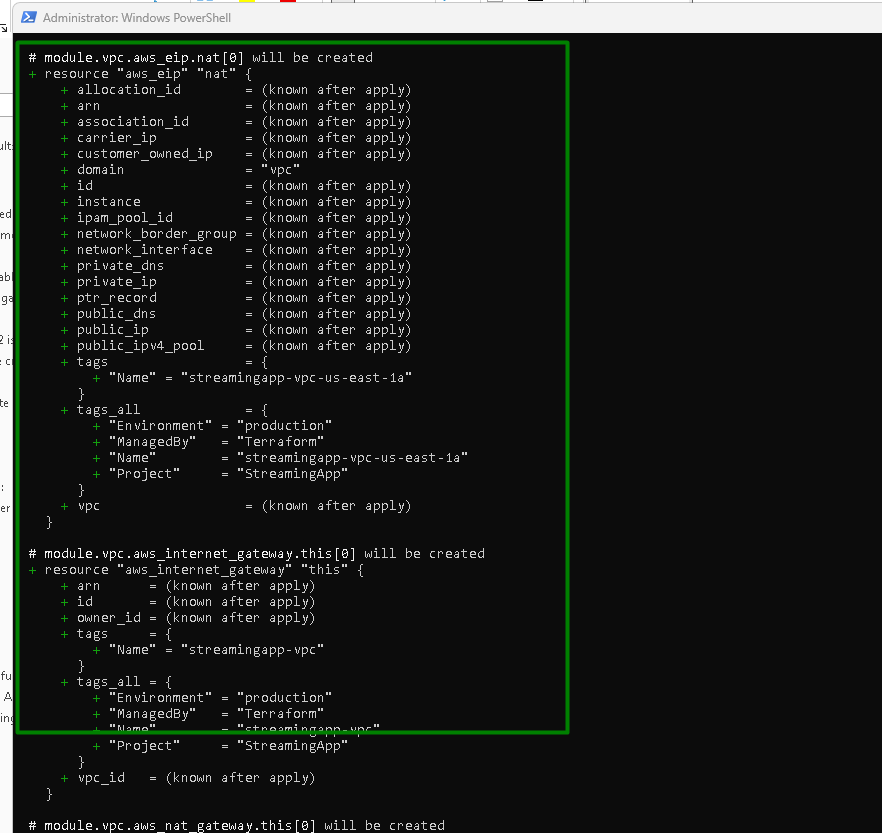 Administrator: Windows PowerShell
# module.vpc.aws_eip.nat[0] will be created
+ resource "aws_eip" "nat" {
+ allocation_id = (known after apply)
+ arn = (known after apply)
+ association_id = (known after apply)
+ carrier_ip = (known after apply)
+ customer_owned_ip = (known after apply)
+ domain = "vpc"
+ id = (known after apply)
+ instance = (known after apply)
+ ipam_pool_id = (known after apply)
+ network_border_group = (known after apply)
+ network_interface = (known after apply)
+ private_dns = (known after apply)
+ private_ip = (known after apply)
+ ptr_record = (known after apply)
+ public_dns = (known after apply)
+ public_ip = (known after apply)
+ public_ipv4_pool = (known after apply)
+ tags = {
+ "Name" = "streamingapp-vpc-us-east-1a"
}
+ tags_all = {
+ "Environment" = "production"
+ "ManagedBy" = "Terraform"
+ "Name" = "streamingapp-vpc-us-east-1a"
+ "Project" = "StreamingApp"
}
+ vpc = (known after apply)
}
# module.vpc.aws_internet_gateway.this[0] will be created
+ resource "aws_internet_gateway" "this" {
+ arn = (known after apply)
+ id = (known after apply)
+ owner_id = (known after apply)
+ tags = {
+ "Name" = "streamingapp-vpc"
}
+ tags_all = {
+ "Environment" = "production"
+ "ManagedBy" = "Terraform"
+ "Name" = "streamingapp-vpc"
+ "Project" = "StreamingApp"
}
+ vpc_id = (known after apply)
}
# module.vpc.aws_nat_gateway.this[0] will be created